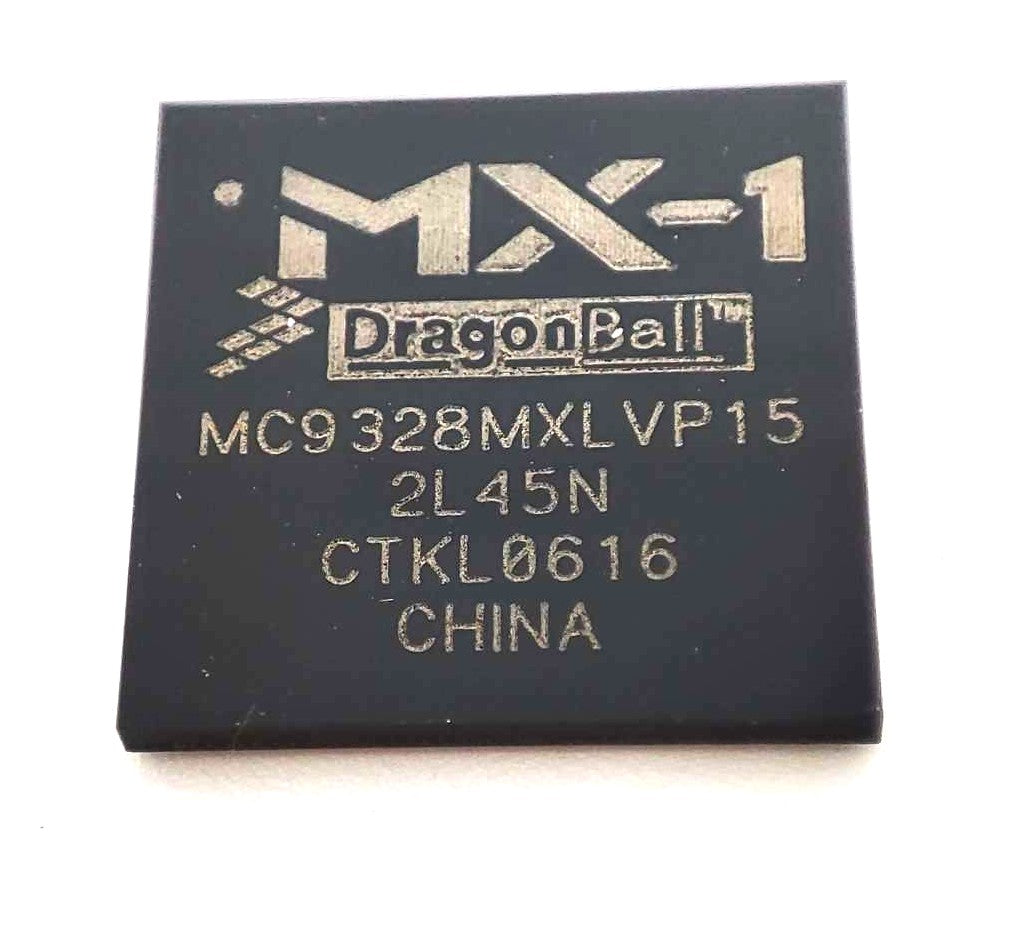 MX-1
DragonBall™
MC9328MXLVP15
2L45N
CTKL0616
CHINA